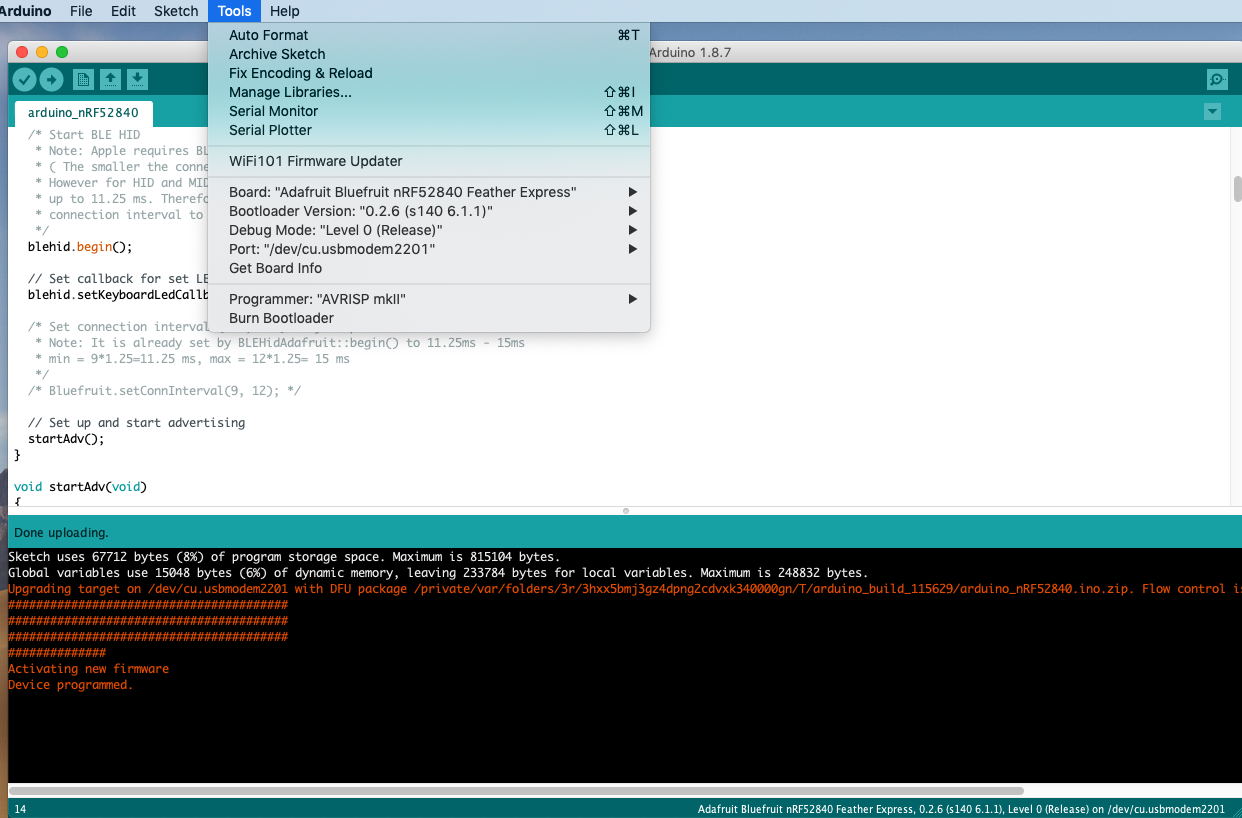 Arduino File Edit Sketch Tools Help
Auto Format ⌘T
Archive Sketch
Fix Encoding & Reload
Manage Libraries... ⇧⌘I
Serial Monitor ⇧⌘M
Serial Plotter ⇧⌘L
WiFi101 Firmware Updater
Board: "Adafruit Bluefruit nRF52840 Feather Express"
Bootloader Version: "0.2.6 (s140 6.1.1)"
Debug Mode: "Level 0 (Release)"
Port: "/dev/cu.usbmodem2201"
Get Board Info
Programmer: "AVRISP mkII"
Burn Bootloader
Arduino 1.8.7
arduino_nRF52840
/* Start BLE HID
* Note: Apple requires BL
* ( The smaller the conne
* However for HID and MID
* up to 11.25 ms. Therefo
* connection interval to
*/
blehid.begin();
// Set callback for set LE
blehid.setKeyboardLedCallb
/* Set connection interval
* Note: It is already set by BLEHidAdafruit::begin() to 11.25ms - 15ms
* min = 9*1.25=11.25 ms, max = 12*1.25= 15 ms
*/
/* Bluefruit.setConnInterval(9, 12); */
// Set up and start advertising
startAdv();
}
void startAdv(void)
{
Done uploading.
Sketch uses 67712 bytes (8%) of program storage space. Maximum is 815104 bytes.
Global variables use 15048 bytes (6%) of dynamic memory, leaving 233784 bytes for local variables. Maximum is 248832 bytes.
Upgrading target on /dev/cu.usbmodem2201 with DFU package /private/var/folders/3r/3hxx5bmj3gz4dpng2cdvxk340000gn/T/arduino_build_115629/arduino_nRF52840.ino.zip. Flow control i
########################################
########################################
########################################
##############
Activating new firmware
Device programmed.
14 Adafruit Bluefruit nRF52840 Feather Express, 0.2.6 (s140 6.1.1), Level 0 (Release) on /dev/cu.usbmodem2201